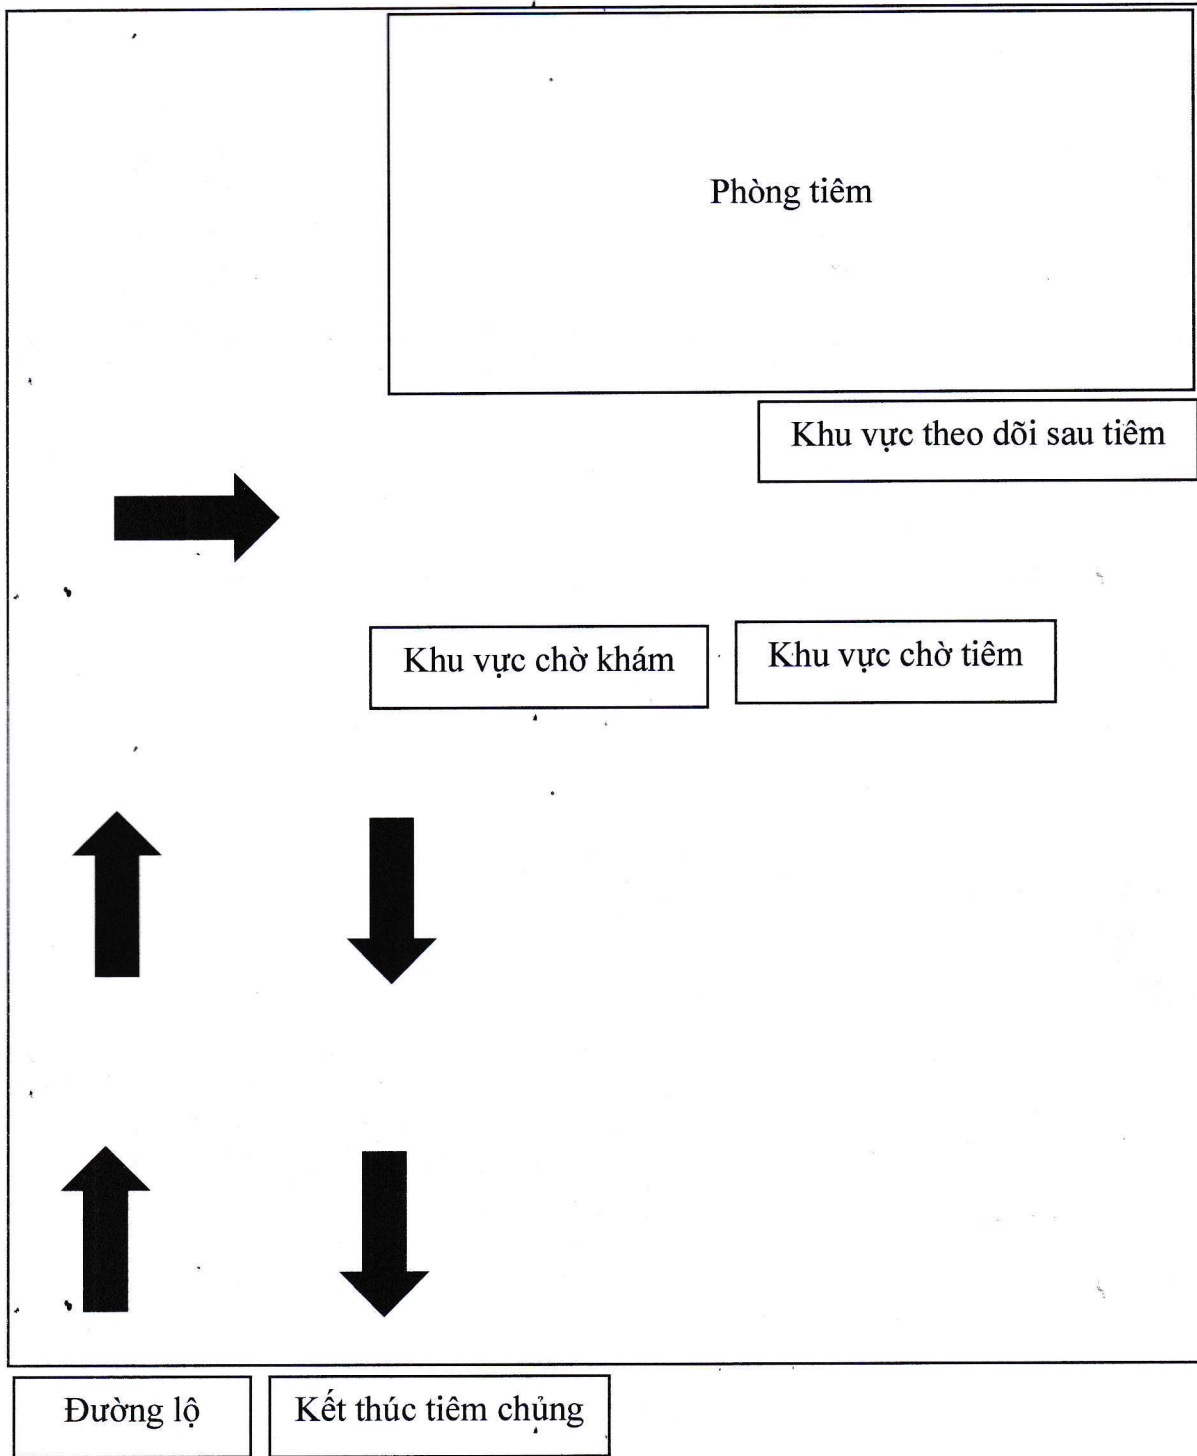 Phòng tiêm
Khu vực theo dõi sau tiêm
Khu vực chờ khám
Khu vực chờ tiêm
Đường lộ
Kết thúc tiêm chủng